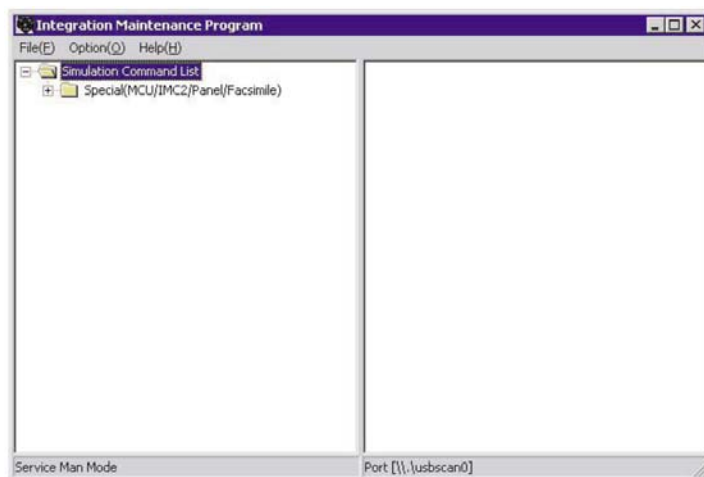 Integration Maintenance Program
File(F) Option(O) Help(H)
Simulation Command List
Special(MCU/IMC2/Panel/Facsimile)
Service Man Mode
Port [\\.\usbscan0]